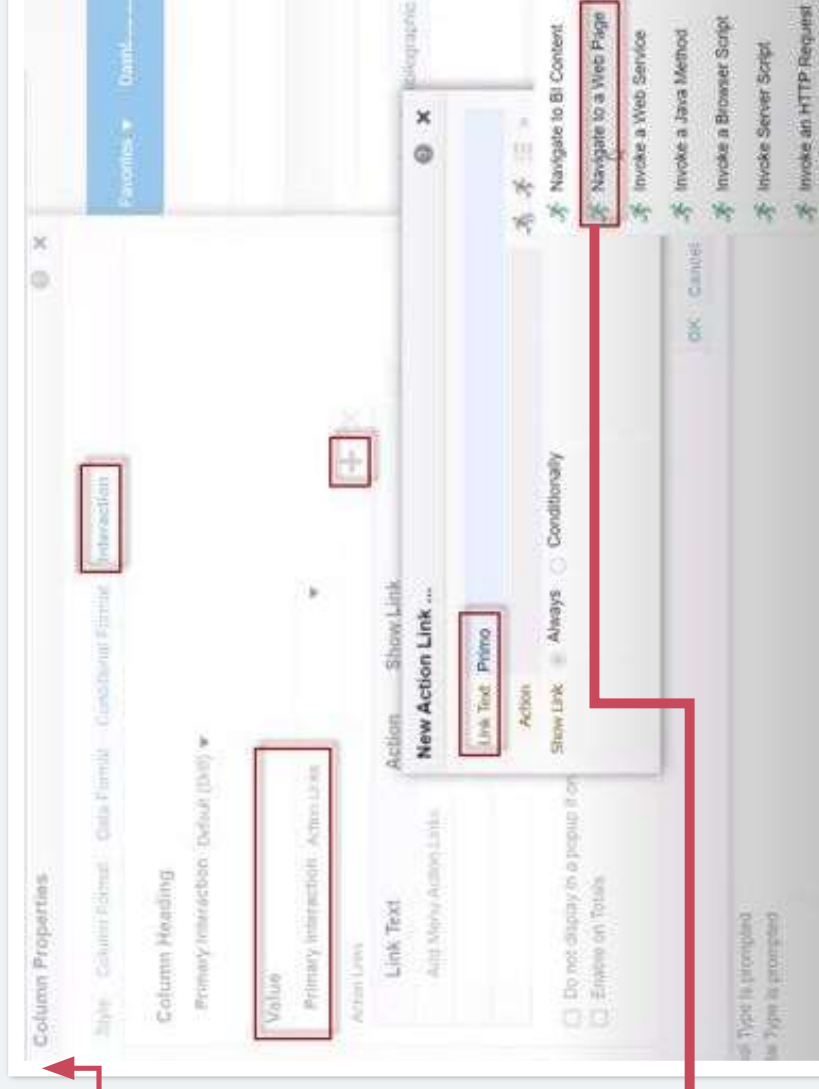 Column Properties
Favorites
Style Column Format Data Format Conditional Format Interaction
Column Heading
Primary Interaction Default (Drill)
Value
Primary Interaction Action Links
Action Links
Link Text Action Show Link
Add Menu Action Links
Do not display in a popup if on
Enable on Totals
New Action Link ...
Link Text Primo
Action
Show Link Always Conditionally
Navigate to BI Content
Navigate to a Web Page
Invoke a Web Service
Invoke a Java Method
Invoke a Browser Script
Invoke Server Script
Invoke an HTTP Request
OK Cancel
Type is prompted
Type is prompted